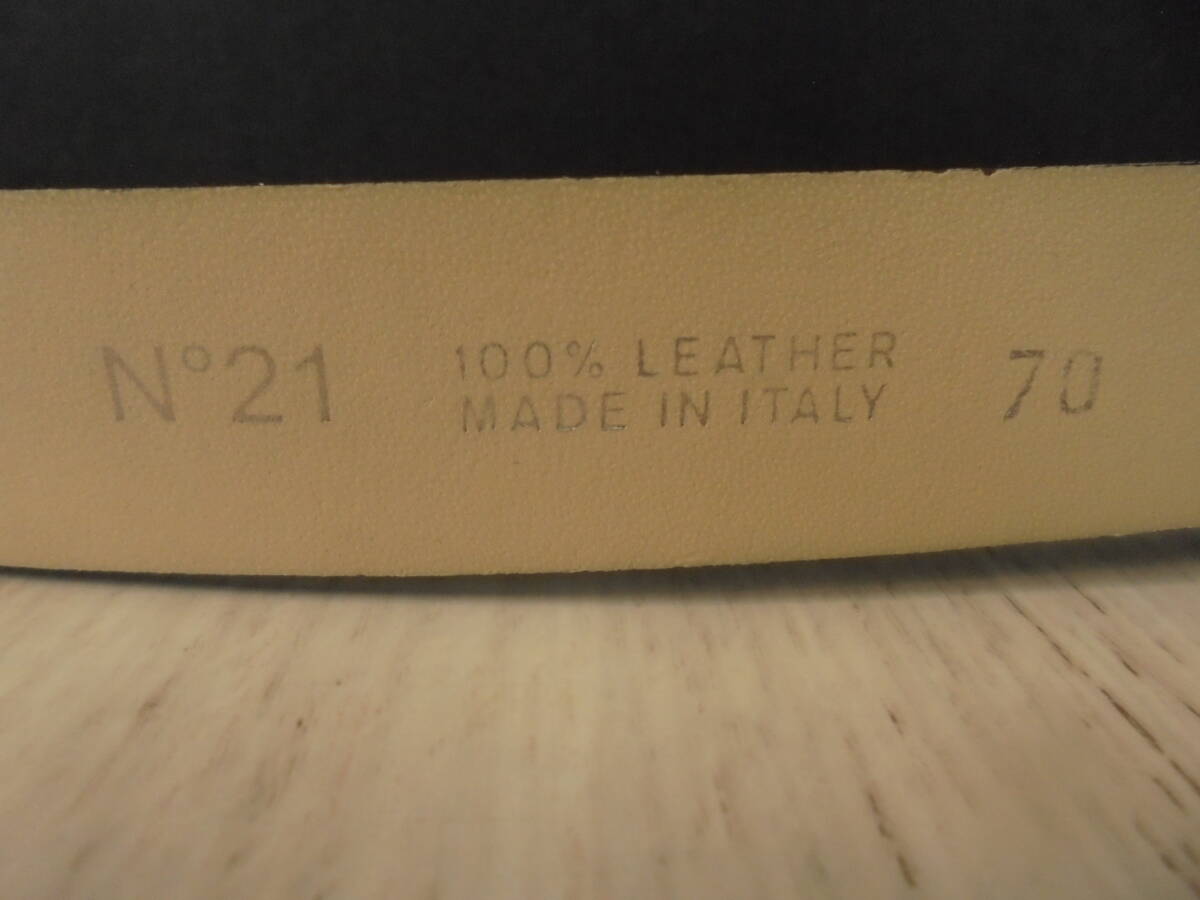 N°21
100% LEATHER
MADE IN ITALY
70